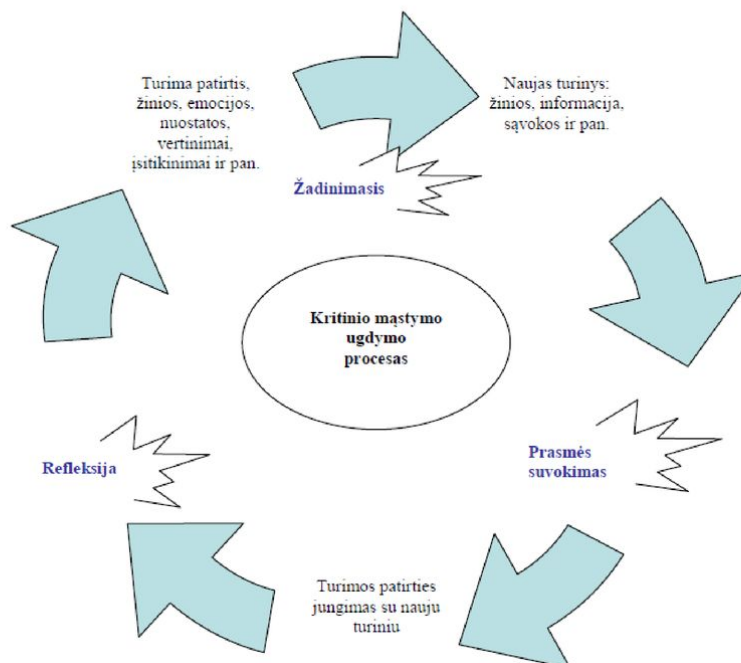 Turima patirtis,
žinios, emocijos,
nuostatos,
vertinimai,
įsitikinimai ir pan.
Naujas turinys:
žinios, informacija,
sąvokos ir pan.
Žadinimasis
Kritinio mąstymo
ugdymo
procesas
Refleksija
Prasmės
suvokimas
Turimos patirties
jungimas su nauju
turiniu